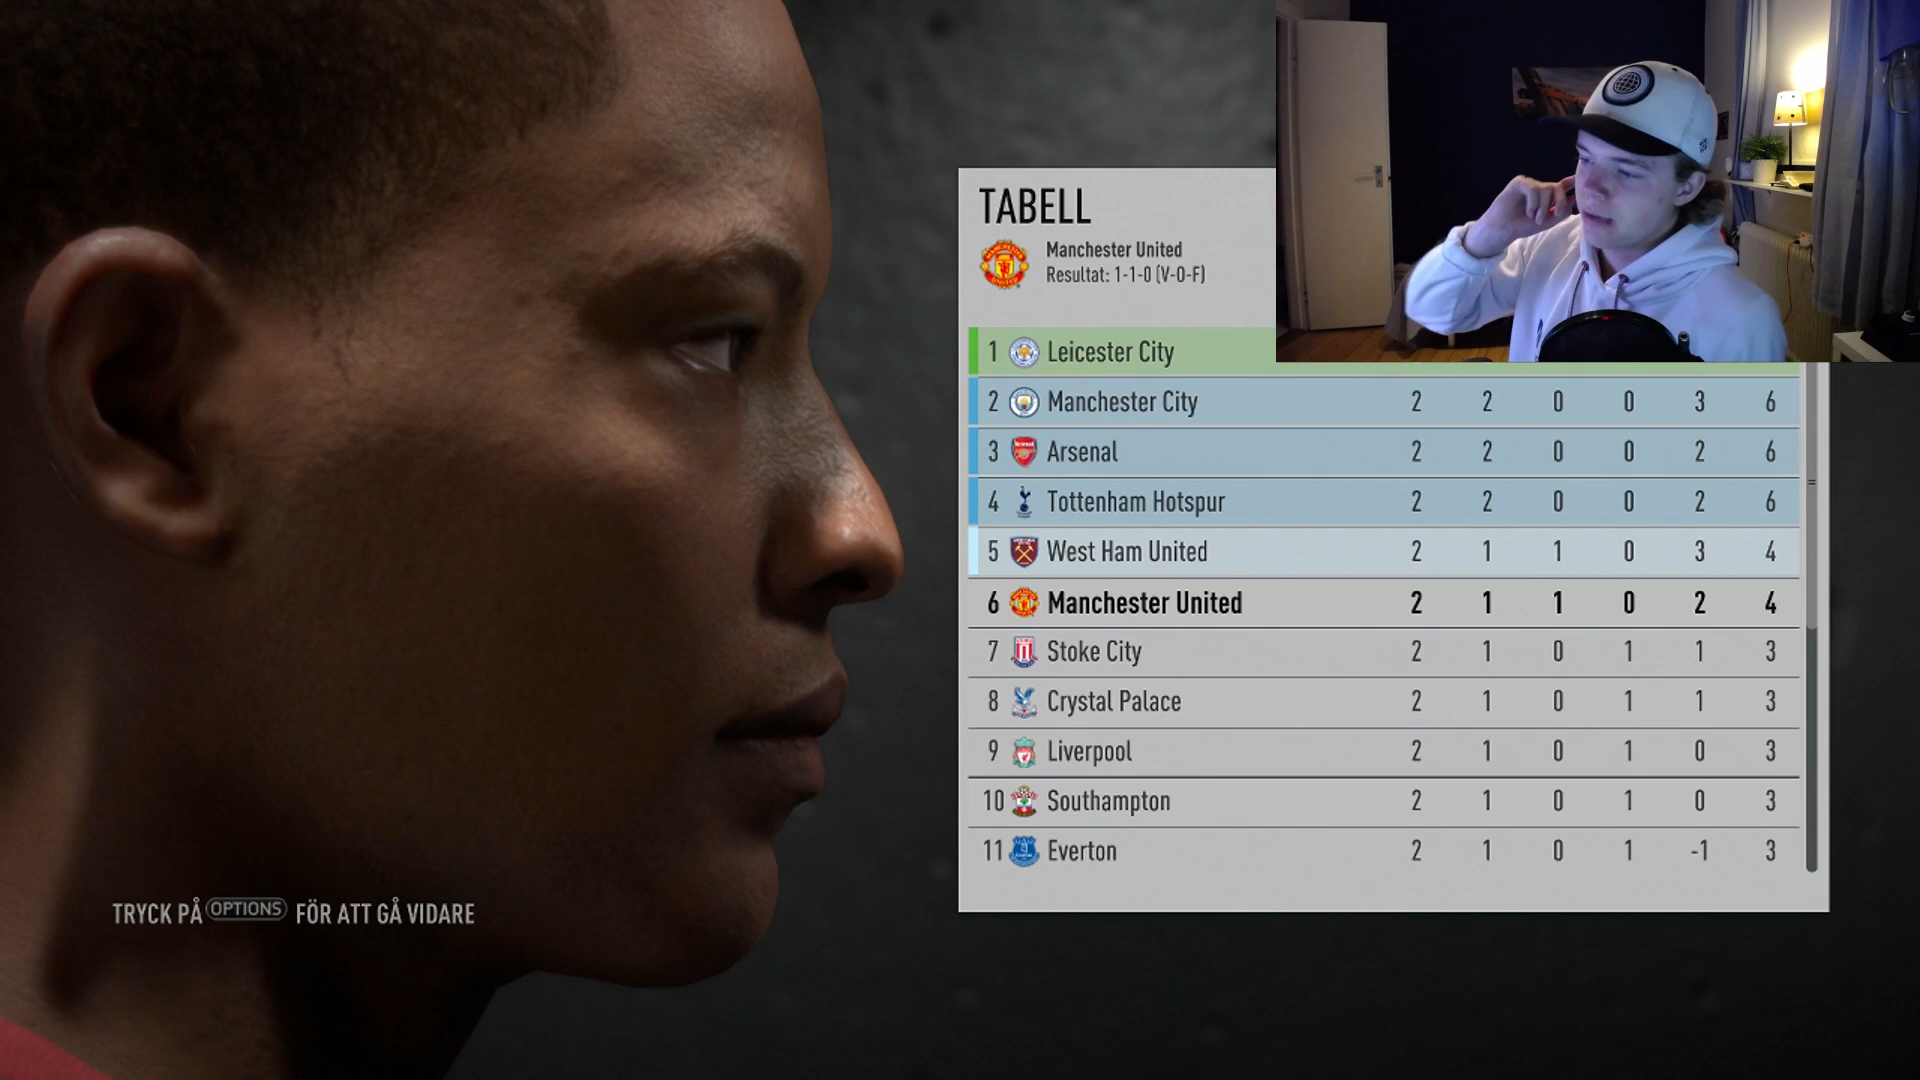 TABELL
Manchester United
Resultat: 1-1-0 (V-O-F)
1 Leicester City
2 Manchester City 2 2 0 0 3 6
3 Arsenal 2 2 0 0 2 6
4 Tottenham Hotspur 2 2 0 0 2 6
5 West Ham United 2 1 1 0 3 4
6 Manchester United 2 1 1 0 2 4
7 Stoke City 2 1 0 1 1 3
8 Crystal Palace 2 1 0 1 1 3
9 Liverpool 2 1 0 1 0 3
10 Southampton 2 1 0 1 0 3
11 Everton 2 1 0 1 -1 3
TRYCK PÅ OPTIONS FÖR ATT GÅ VIDARE